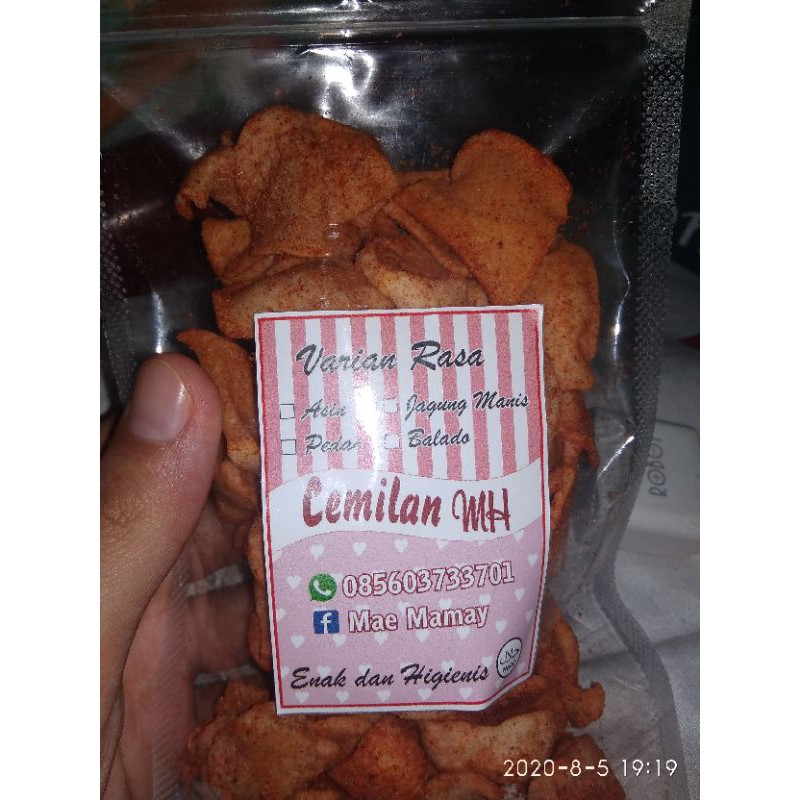 Varian Rasa
Asin Jagung Manis
Pedas Balado
Cemilan MH
085603733701
Mae Mamay
Enak dan Higienis
ROBOT
2020-8-5 19:19